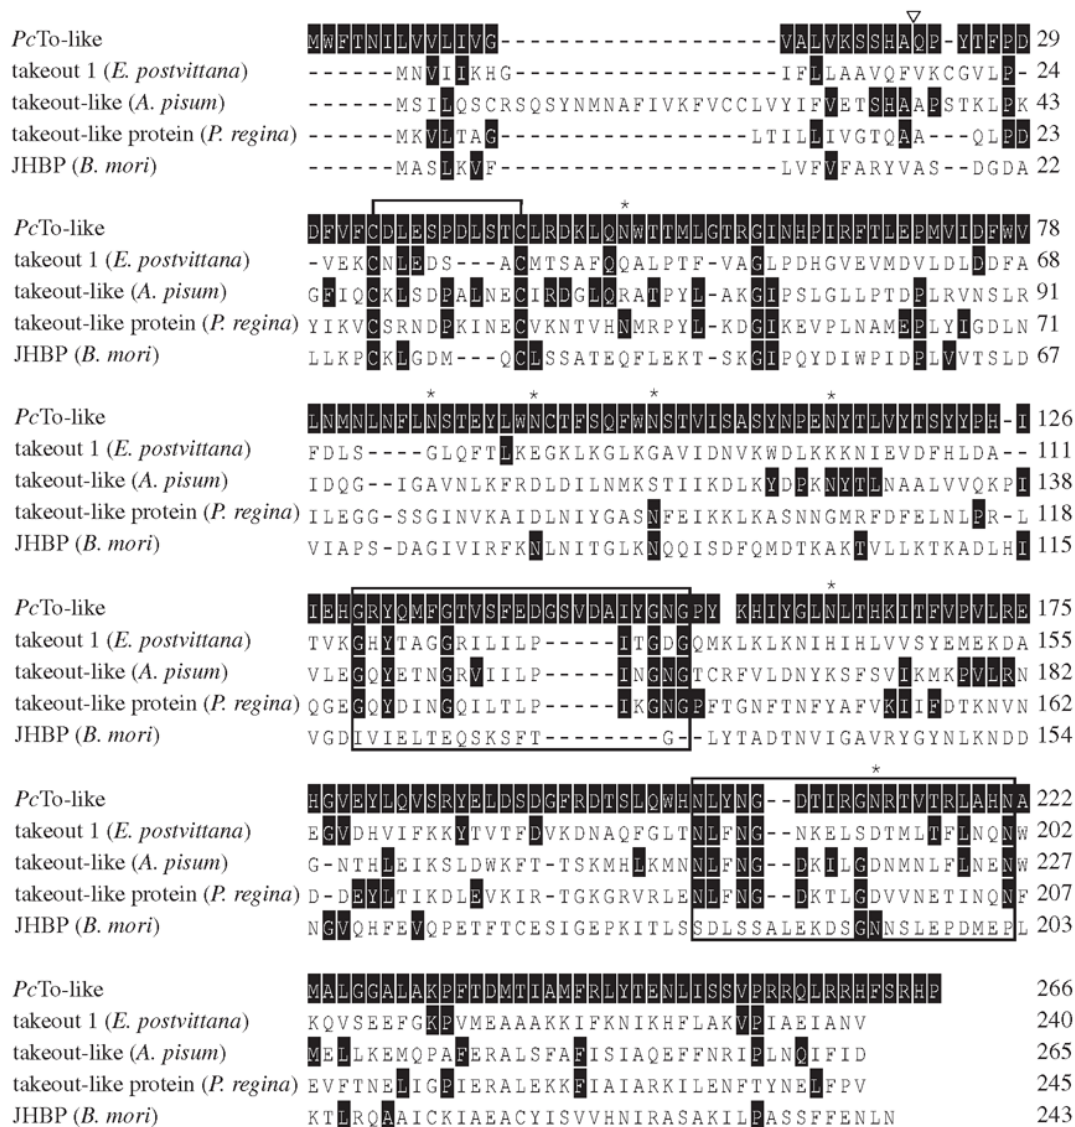 ▽
PcTo-like MWFTNILVVLIVG-------------------VALVKSSHAQP-YTFPD 29
takeout 1 (E. postvittana) ------MNVIIKHG------------------IFLLAAVQFVKCGVLP- 24
takeout-like (A. pisum) ------MSILQSCRSQSYNMNAFIVKFVCCLVYIFVETSHAAPSTKLPK 43
takeout-like protein (P. regina) ------MKVLTAG-----------------LTILLIVGTQAA---QLPD 23
JHBP (B. mori) ------MASLKVF-------------------LVFVFARYVAS--DGDA 22
*
PcTo-like DFVFCDLESPDLSTCLRDKLQNWTTMLGTRGINHPIRFTLEPMVIDFWV 78
takeout 1 (E. postvittana) -VEKCNLEDS---ACMTSAFQQALPTF-VAGLPDHGVEVMDVLDLDDFA 68
takeout-like (A. pisum) GFIQCKLSDPALNECIRDGLQRATPYL-AKGIPSLGLLPTDPLRVNSLR 91
takeout-like protein (P. regina) YIKVCSRNDPKINECVKNTVHNMRPYL-KDGIKEVPLNAMEPLYIGDLN 71
JHBP (B. mori) LLKPCKLGDM---QCLSSATEQFLEKT-SKGIPQYDIWPIDPLVVTSLD 67
* * * *
PcTo-like LNMNLNFLNSTEYLWNCTFSQFWNSTVISASYNPENYTLVYTSYYPH-I 126
takeout 1 (E. postvittana) FDLS----GLQFTLKEGKLKGLKGAVIDNVKWDLKKKNIEVDFHLDA-- 111
takeout-like (A. pisum) IDQG--IGAVNLKFRDLDILNMKSTIIKDLKYDPKNYTLNAALVVQKPI 138
takeout-like protein (P. regina) ILEGG-SSGINVKAIDLNIYGASNFEIKKLKASNNGMRFDFELNLPR-L 118
JHBP (B. mori) VIAPS-DAGIVIRFKNLNITGLKNQQISDFQMDTKAKTVLLKTKADLHI 115
*
PcTo-like IEHGRYQMFGTVSFEDGSVDAIYGNGPY KHIYGLNLTHKITFVPVLRE 175
takeout 1 (E. postvittana) TVKGHYTAGGRILILP-----ITGDGQMKLKLKNIHIHLVVSYEMEKDA 155
takeout-like (A. pisum) VLEGQYETNGRVIILP-----INGNGTCRFVLDNYKSFSVIKMKPVLRN 182
takeout-like protein (P. regina) QGEGQYDINGQILTLP-----IKGNGPFTGNFTNFYAFVKIIFDTKNVN 162
JHBP (B. mori) VGDIVIELTEQSKSFT--------G--LYTADTNVIGAVRYGYNLKNDD 154
*
PcTo-like HGVEYLQVSRYELDSDGFRDTSLQWHNLYNG--DTIRGNRTVTRLAHNA 222
takeout 1 (E. postvittana) EGVDHVIFKKYTVTFDVKDNAQFGLTNLFNG--NKELSDTMLTFLNQNW 202
takeout-like (A. pisum) G-NTHLEIKSLDWKFT-TSKMHLKMNNLFNG--DKILGDNMNLFLNENW 227
takeout-like protein (P. regina) D-DEYLTIKDLEVKIR-TGKGRVRLENLFNG--DKTLGDVVNETINQNF 207
JHBP (B. mori) NGVQHFEVQPETFTCESIGEPKITLSSDLSSALEKDSGNNSLEPDMEPL 203
PcTo-like MALGGALAKPFTDMTIAMFRLYTENLISSVPRRQLRRHFSRHP 266
takeout 1 (E. postvittana) KQVSEEFGKPVMEAAAKKIFKNIKHFLAKVPIAEIANV 240
takeout-like (A. pisum) MELLKEMQPAFERALSFAFISIAQEFFNRIPLNQIFID 265
takeout-like protein (P. regina) EVFTNELIGPIERALEKKFIAIARKILENFTYNELFPV 245
JHBP (B. mori) KTLRQAAICKIAEACYISVVHNIRASAKILPASSFFENLN 243